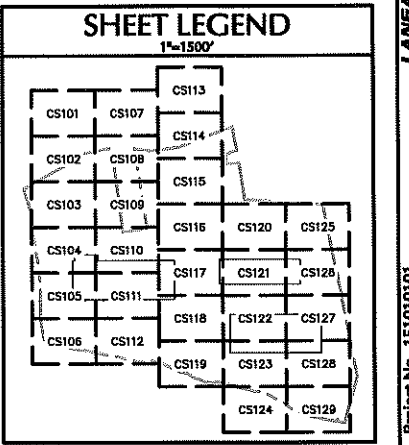 SHEET LEGEND
1"=1500'
CS113
CS101 CS107
CS114
CS102 CS108
CS115
CS103 CS109
CS116 CS120 CS125
CS104 CS110
CS117 CS121 CS126
CS105 CS111
CS118 CS122 CS127
CS106 CS112
CS119 CS123 CS128
CS124 CS129